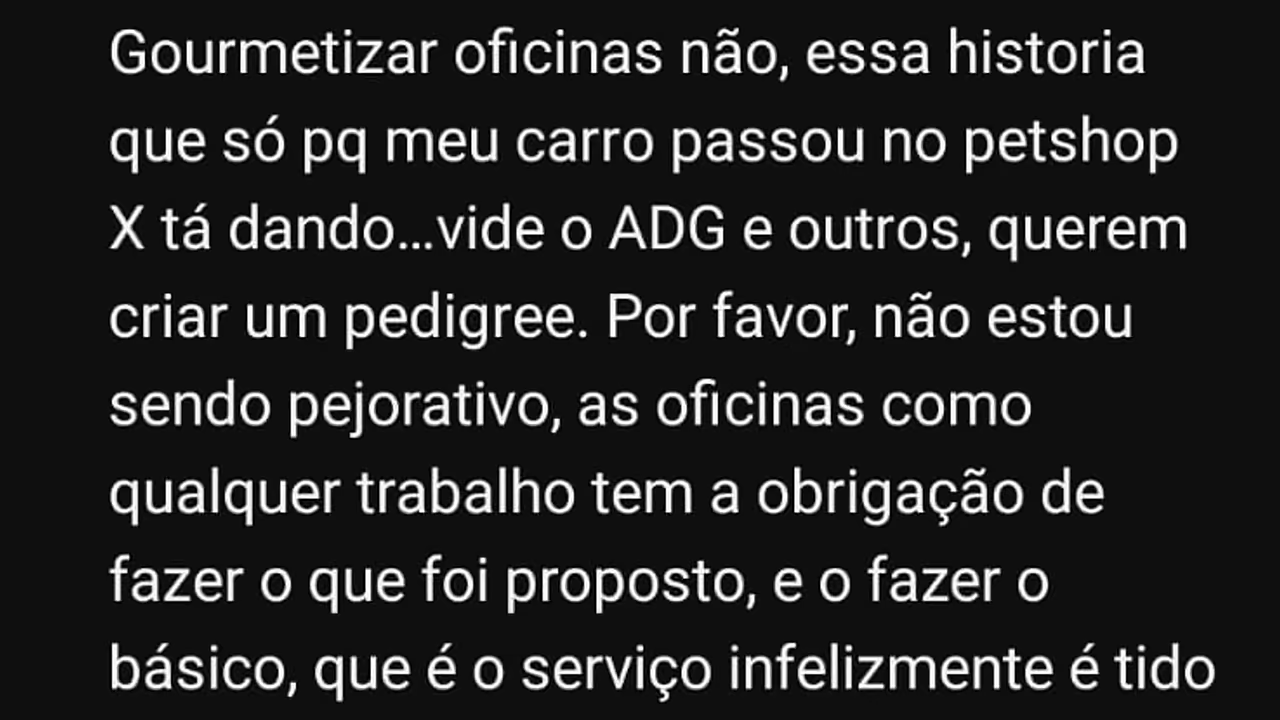 Gourmetizar oficinas não, essa historia
que só pq meu carro passou no petshop
X tá dando...vide o ADG e outros, querem
criar um pedigree. Por favor, não estou
sendo pejorativo, as oficinas como
qualquer trabalho tem a obrigação de
fazer o que foi proposto, e o fazer o
básico, que é o serviço infelizmente é tido